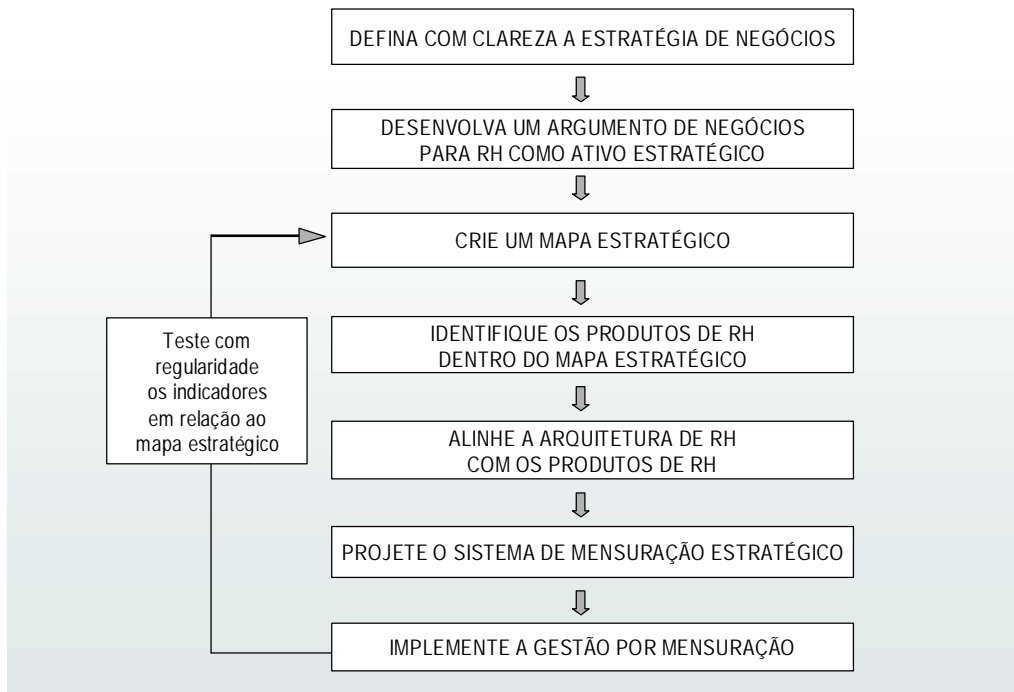 DEFINA COM CLAREZA A ESTRATÉGIA DE NEGÓCIOS
DESENVOLVA UM ARGUMENTO DE NEGÓCIOS
PARA RH COMO ATIVO ESTRATÉGICO
CRIE UM MAPA ESTRATÉGICO
IDENTIFIQUE OS PRODUTOS DE RH
DENTRO DO MAPA ESTRATÉGICO
ALINHE A ARQUITETURA DE RH
COM OS PRODUTOS DE RH
PROJETE O SISTEMA DE MENSURAÇÃO ESTRATÉGICO
IMPLEMENTE A GESTÃO POR MENSURAÇÃO
Teste com
regularidade
os indicadores
em relação ao
mapa estratégico